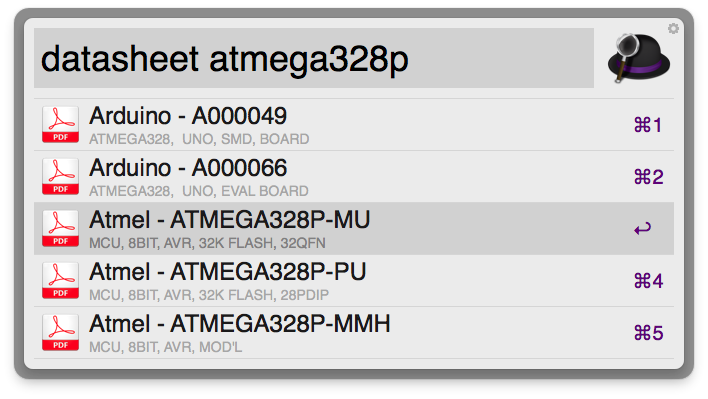 datasheet atmega328p
Arduino - A000049
ATMEGA328,  UNO, SMD, BOARD
⌘1
Arduino - A000066
ATMEGA328,  UNO, EVAL BOARD
⌘2
Atmel - ATMEGA328P-MU
MCU, 8BIT, AVR, 32K FLASH, 32QFN
↩
Atmel - ATMEGA328P-PU
MCU, 8BIT, AVR, 32K FLASH, 28PDIP
⌘4
Atmel - ATMEGA328P-MMH
MCU, 8BIT, AVR, MOD'L
⌘5
PDF
PDF
PDF
PDF
PDF